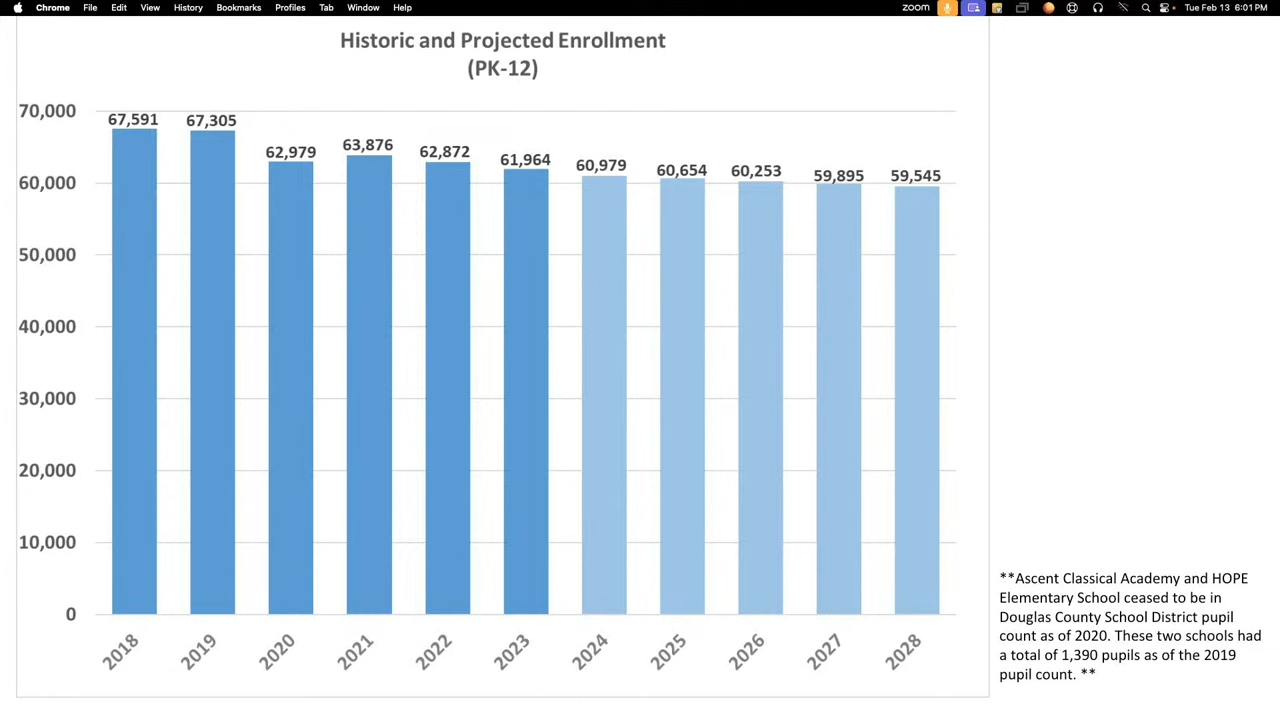 Chrome File Edit View History Bookmarks Profiles Tab Window Help zoom Tue Feb 13 6:01 PM
Historic and Projected Enrollment
(PK-12)
70,000
67,591 67,305 62,979 63,876 62,872 61,964 60,979 60,654 60,253 59,895 59,545
60,000
50,000
40,000
30,000
20,000
10,000
0
2018 2019 2020 2021 2022 2023 2024 2025 2026 2027 2028
**Ascent Classical Academy and HOPE
Elementary School ceased to be in
Douglas County School District pupil
count as of 2020. These two schools had
a total of 1,390 pupils as of the 2019
pupil count. **